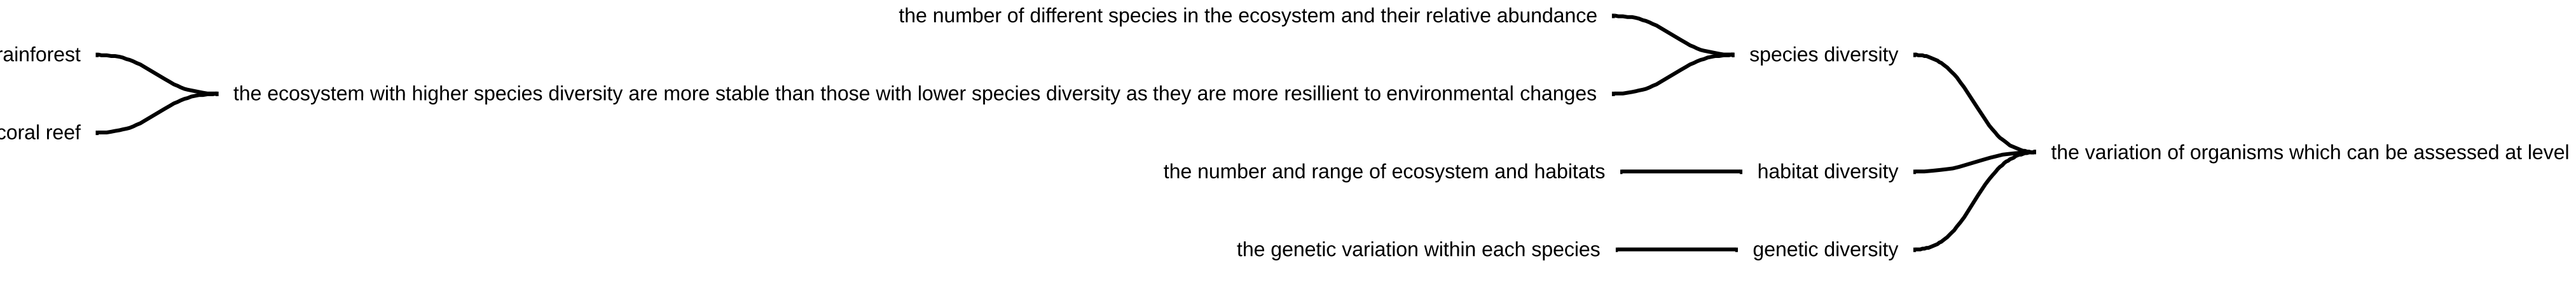 the number of different species in the ecosystem and their relative abundance
rainforest
species diversity
the ecosystem with higher species diversity are more stable than those with lower species diversity as they are more resillient to environmental changes
coral reef
the variation of organisms which can be assessed at level
the number and range of ecosystem and habitats
habitat diversity
the genetic variation within each species
genetic diversity